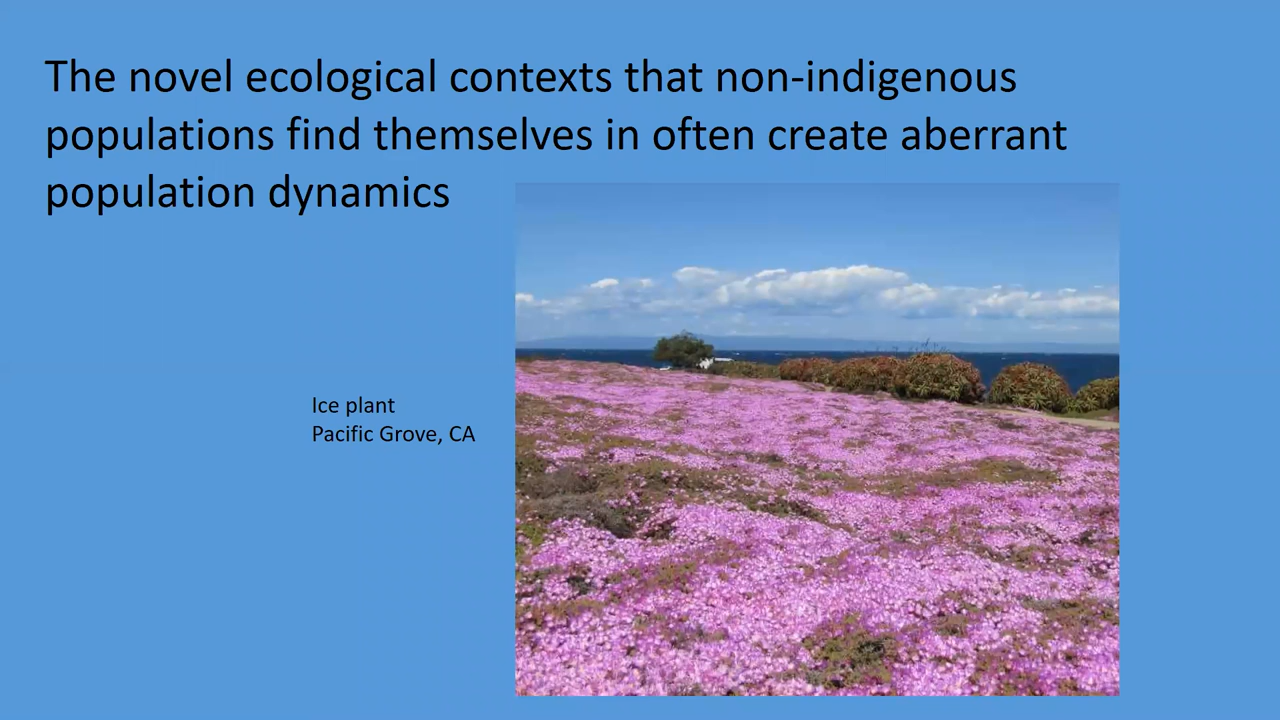 The novel ecological contexts that non-indigenous
populations find themselves in often create aberrant
population dynamics
Ice plant
Pacific Grove, CA